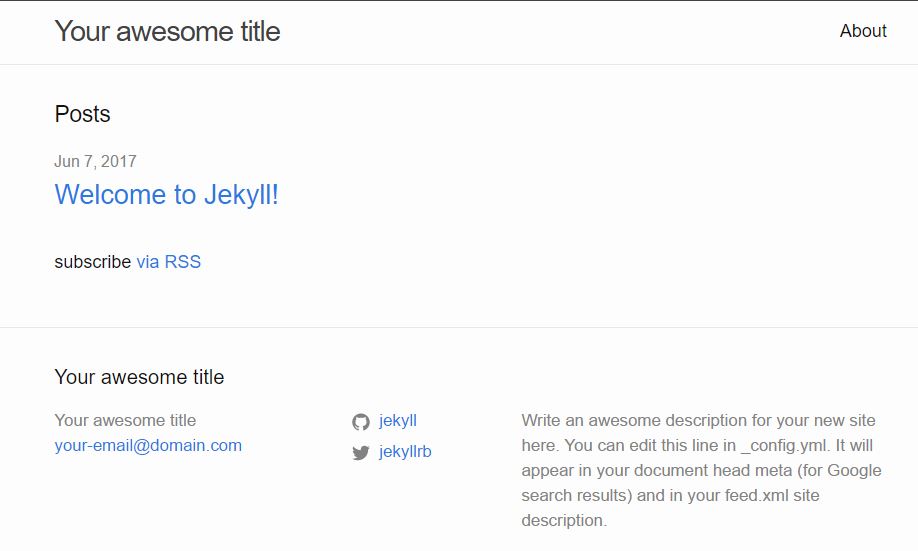 Your awesome title
About
Posts
Jun 7, 2017
Welcome to Jekyll!
subscribe via RSS
Your awesome title
Your awesome title
your-email@domain.com
jekyll
jekyllrb
Write an awesome description for your new site
here. You can edit this line in _config.yml. It will
appear in your document head meta (for Google
search results) and in your feed.xml site
description.